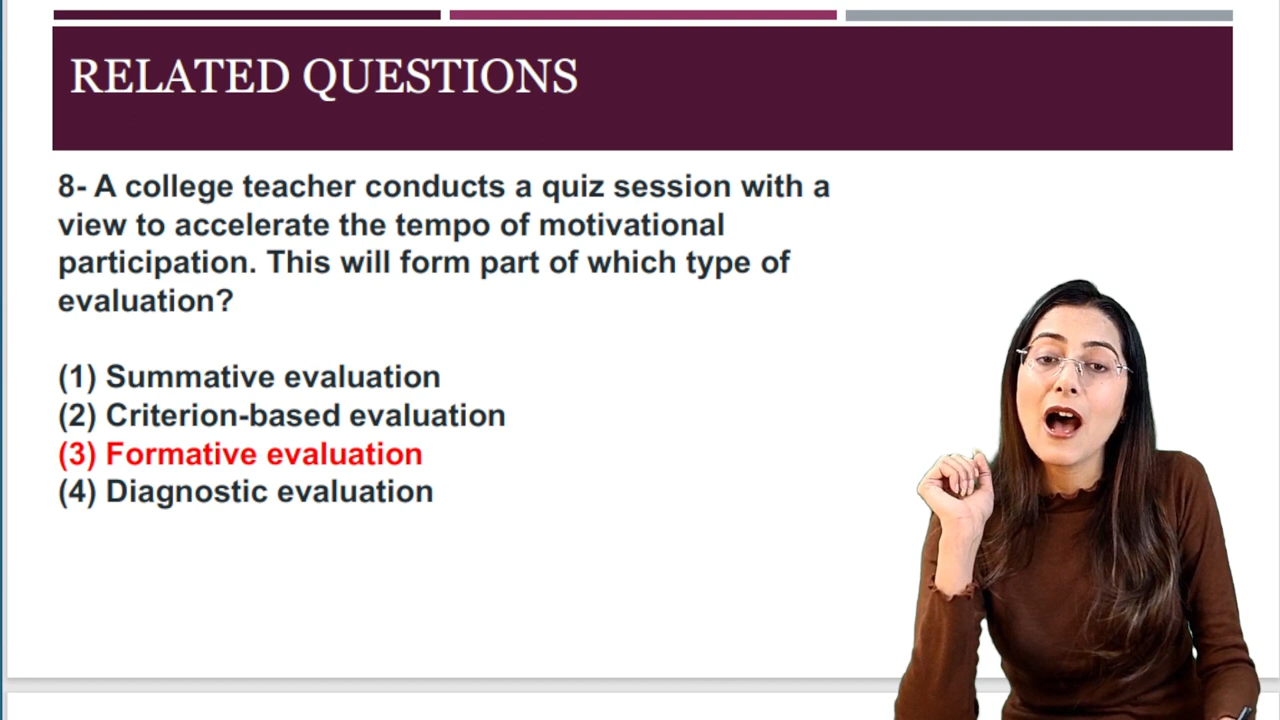 RELATED QUESTIONS
8- A college teacher conducts a quiz session with a
view to accelerate the tempo of motivational
participation. This will form part of which type of
evaluation?
(1) Summative evaluation
(2) Criterion-based evaluation
(3) Formative evaluation
(4) Diagnostic evaluation